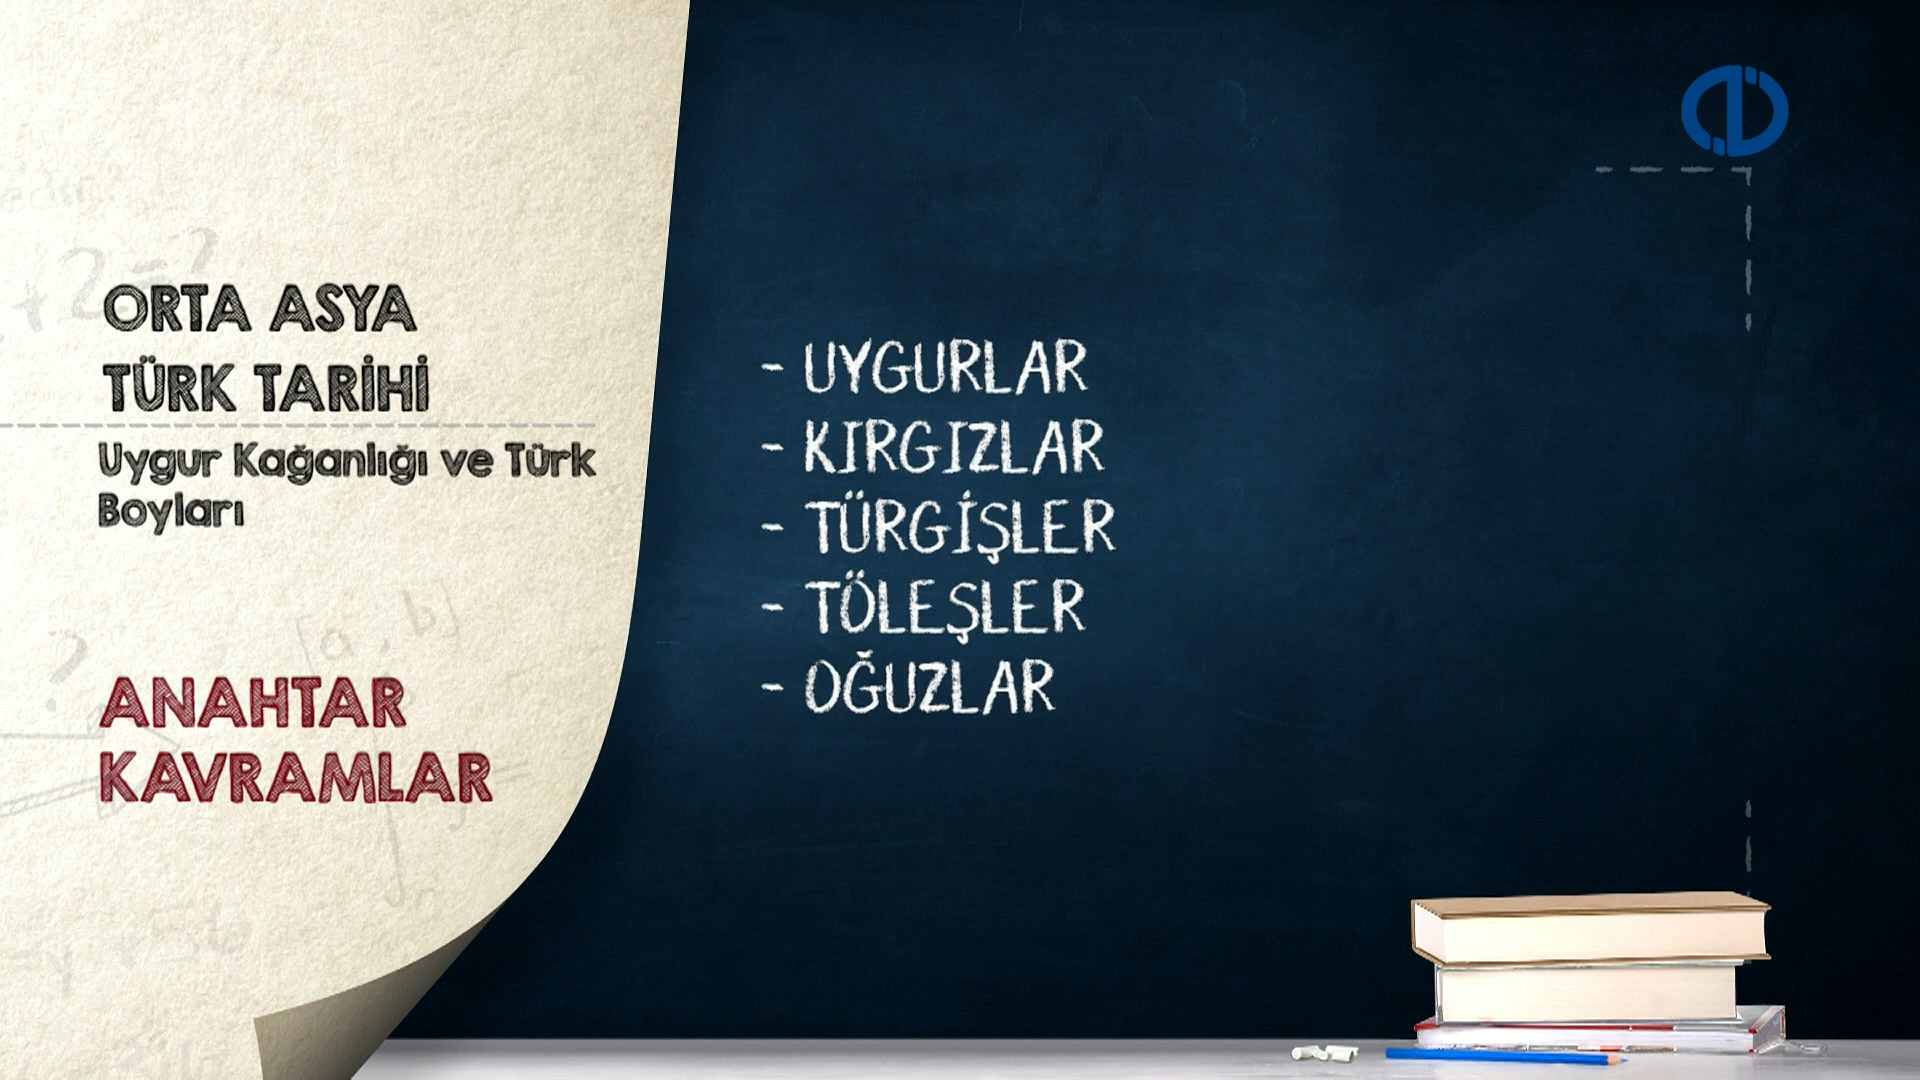 ORTA ASYA
TÜRK TARİHİ
Uygur Kağanlığı ve Türk
Boyları
ANAHTAR
KAVRAMLAR
- UYGURLAR
- KIRGIZLAR
- TÜRGİŞLER
- TÖLEŞLER
- OĞUZLAR